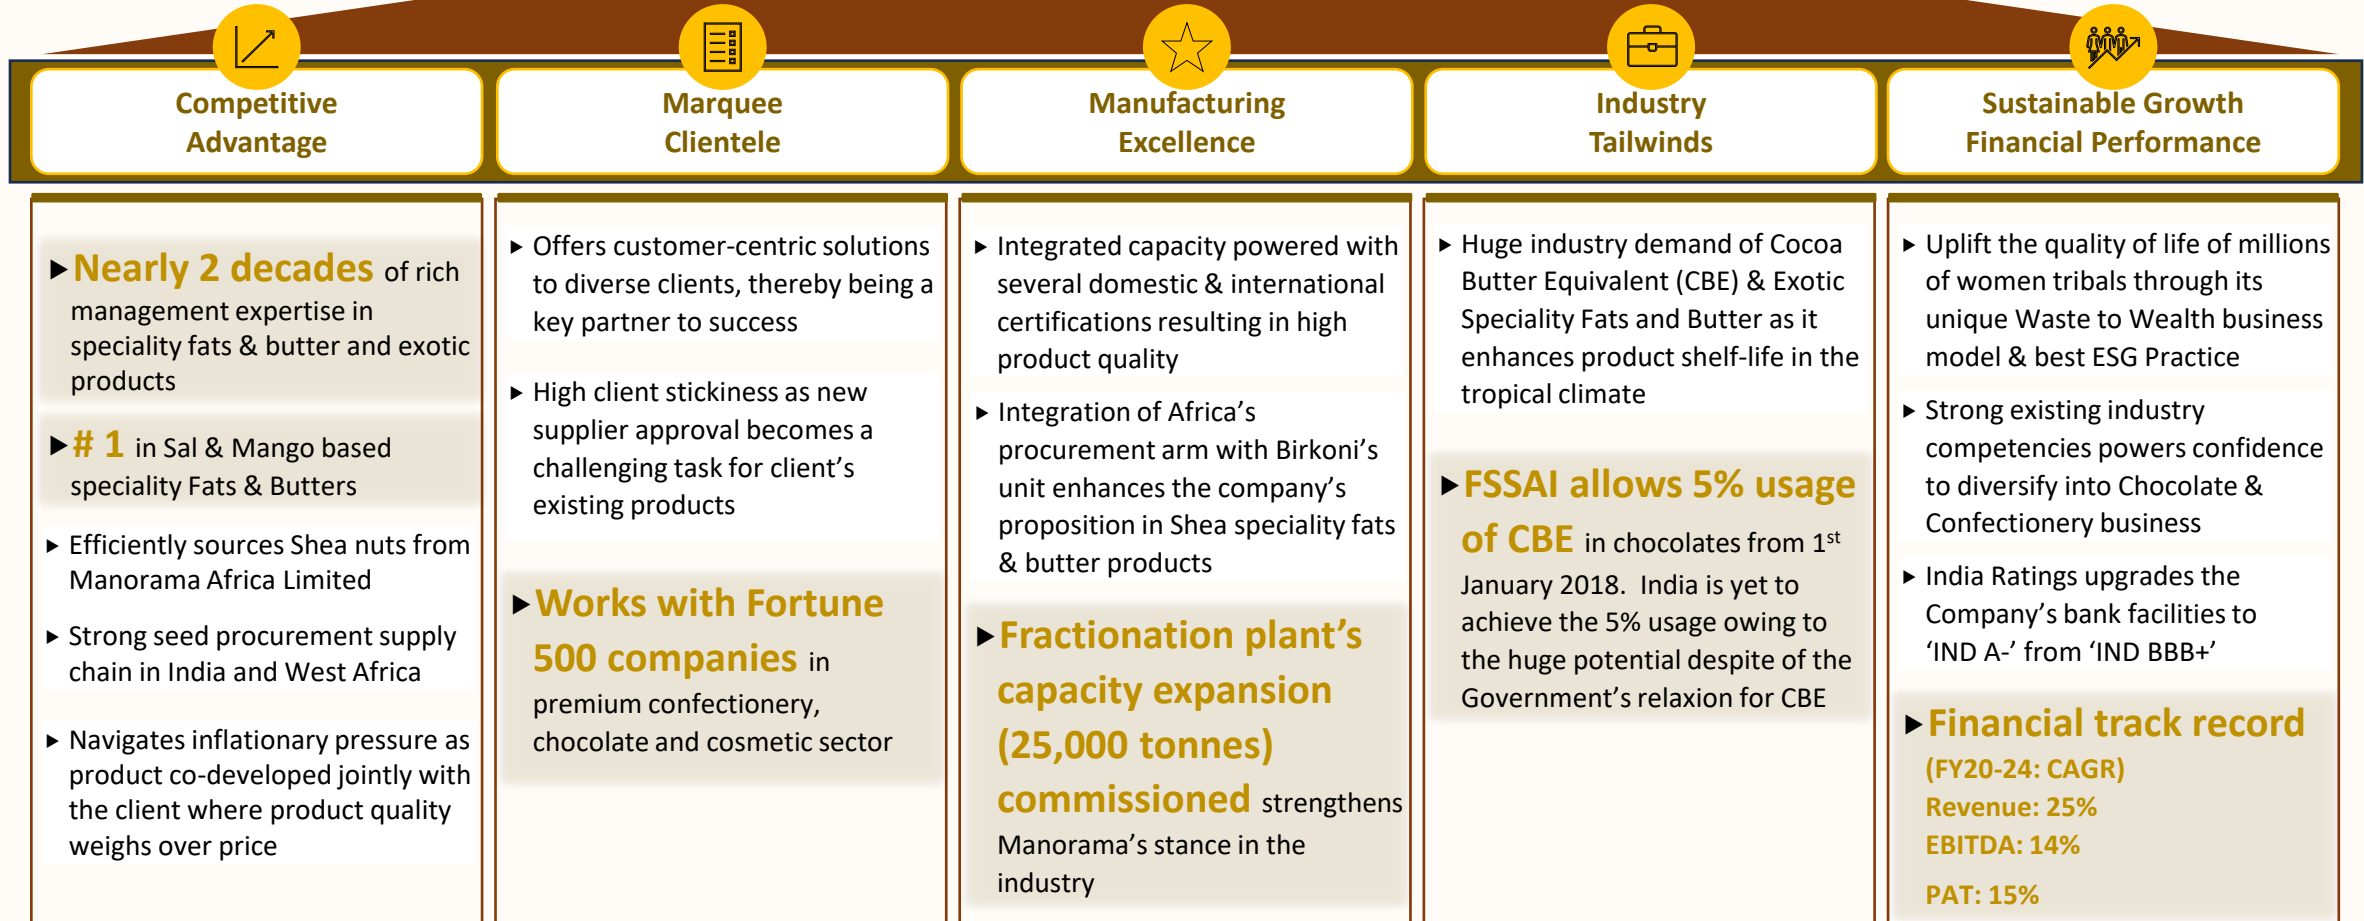 Competitive
Advantage
Nearly 2 decades of rich
management expertise in
speciality fats & butter and exotic
products
# 1 in Sal & Mango based
speciality Fats & Butters
Efficiently sources Shea nuts from
Manorama Africa Limited
Strong seed procurement supply
chain in India and West Africa
Navigates inflationary pressure as
product co-developed jointly with
the client where product quality
weighs over price
Marquee
Clientele
Offers customer-centric solutions
to diverse clients, thereby being a
key partner to success
High client stickiness as new
supplier approval becomes a
challenging task for client’s
existing products
Works with Fortune
500 companies in
premium confectionery,
chocolate and cosmetic sector
Manufacturing
Excellence
Integrated capacity powered with
several domestic & international
certifications resulting in high
product quality
Integration of Africa’s
procurement arm with Birkoni’s
unit enhances the company’s
proposition in Shea speciality fats
& butter products
Fractionation plant’s
capacity expansion
(25,000 tonnes)
commissioned strengthens
Manorama’s stance in the
industry
Industry
Tailwinds
Huge industry demand of Cocoa
Butter Equivalent (CBE) & Exotic
Speciality Fats and Butter as it
enhances product shelf-life in the
tropical climate
FSSAI allows 5% usage
of CBE in chocolates from 1st
January 2018. India is yet to
achieve the 5% usage owing to
the huge potential despite of the
Government’s relaxion for CBE
Sustainable Growth
Financial Performance
Uplift the quality of life of millions
of women tribals through its
unique Waste to Wealth business
model & best ESG Practice
Strong existing industry
competencies powers confidence
to diversify into Chocolate &
Confectionery business
India Ratings upgrades the
Company’s bank facilities to
‘IND A-’ from ‘IND BBB+’
Financial track record
(FY20-24: CAGR)
Revenue: 25%
EBITDA: 14%
PAT: 15%